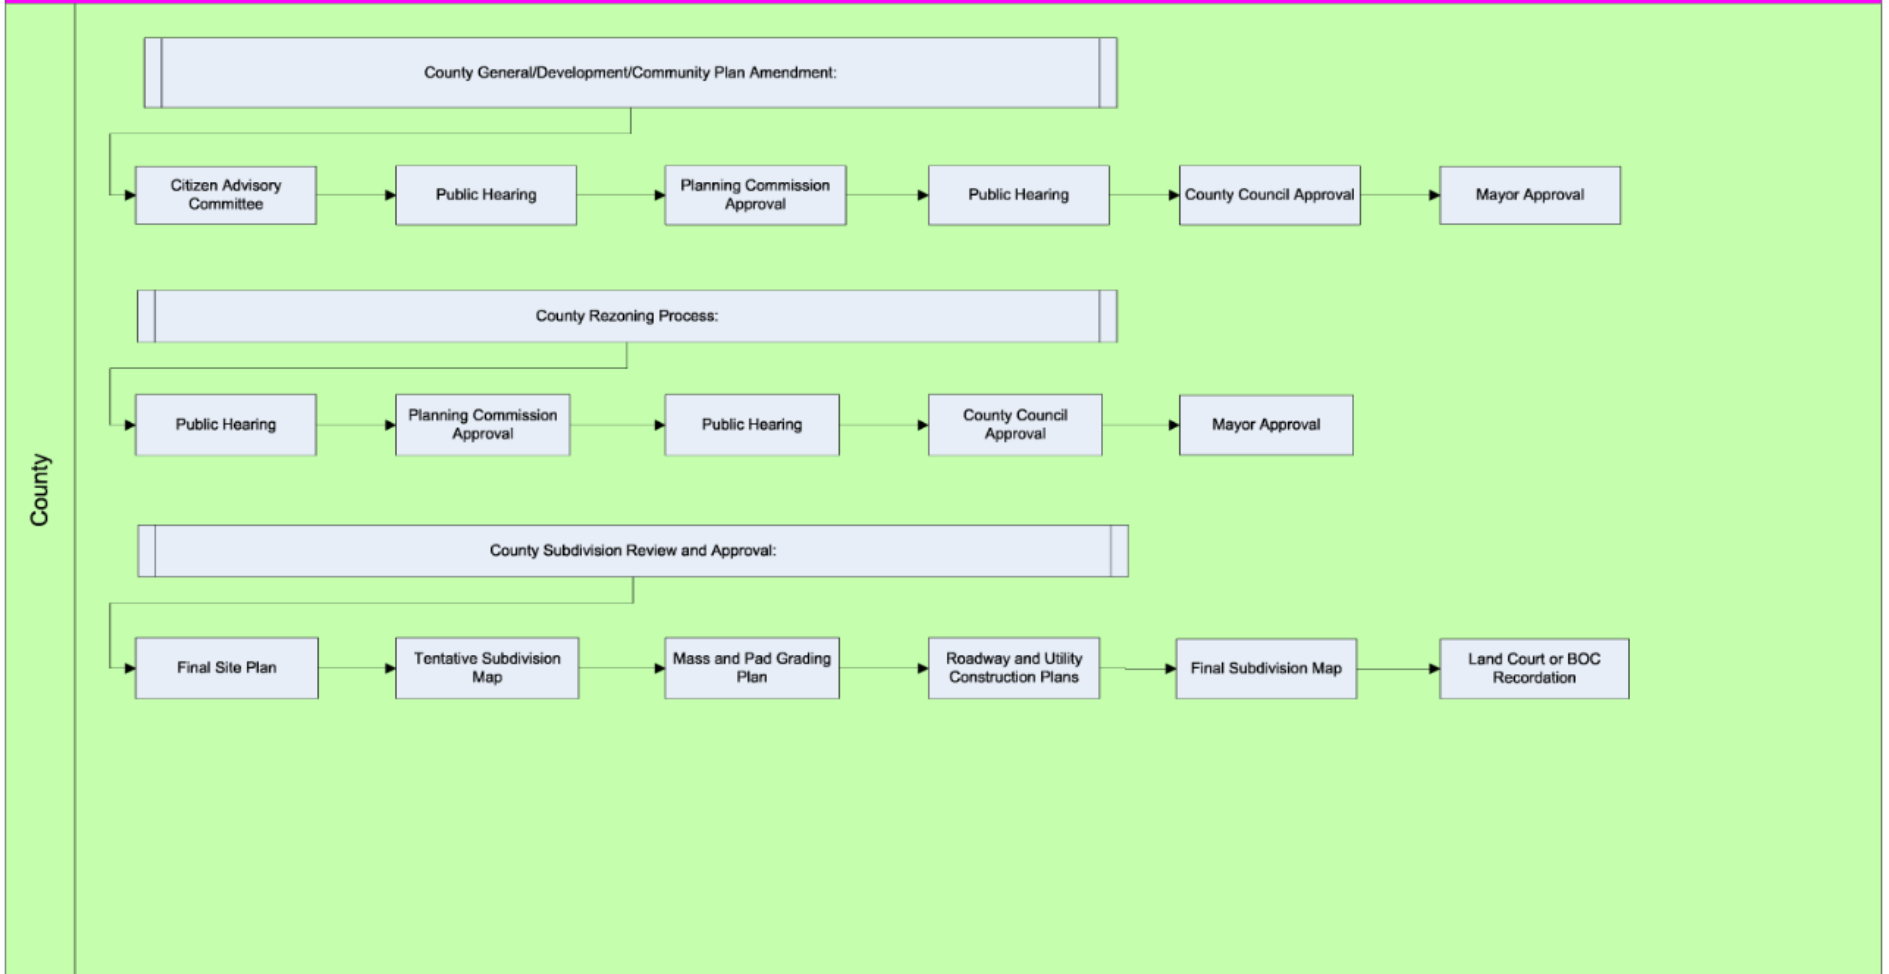 County
County General/Development/Community Plan Amendment:
Citizen Advisory
Committee
Public Hearing
Planning Commission
Approval
Public Hearing
County Council Approval
Mayor Approval
County Rezoning Process:
Public Hearing
Planning Commission
Approval
Public Hearing
County Council
Approval
Mayor Approval
County Subdivision Review and Approval:
Final Site Plan
Tentative Subdivision
Map
Mass and Pad Grading
Plan
Roadway and Utility
Construction Plans
Final Subdivision Map
Land Court or BOC
Recordation